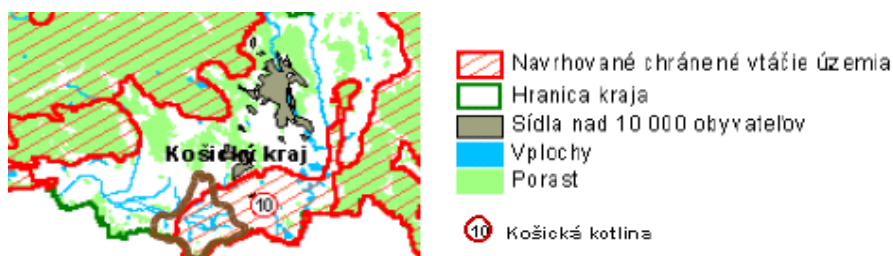 Košický kraj
10
Navrhované chránené vtáčie územia
Hranica kraja
Sídla nad 10 000 obyvateľov
Vplochy
Porast
10 Košická kotlina